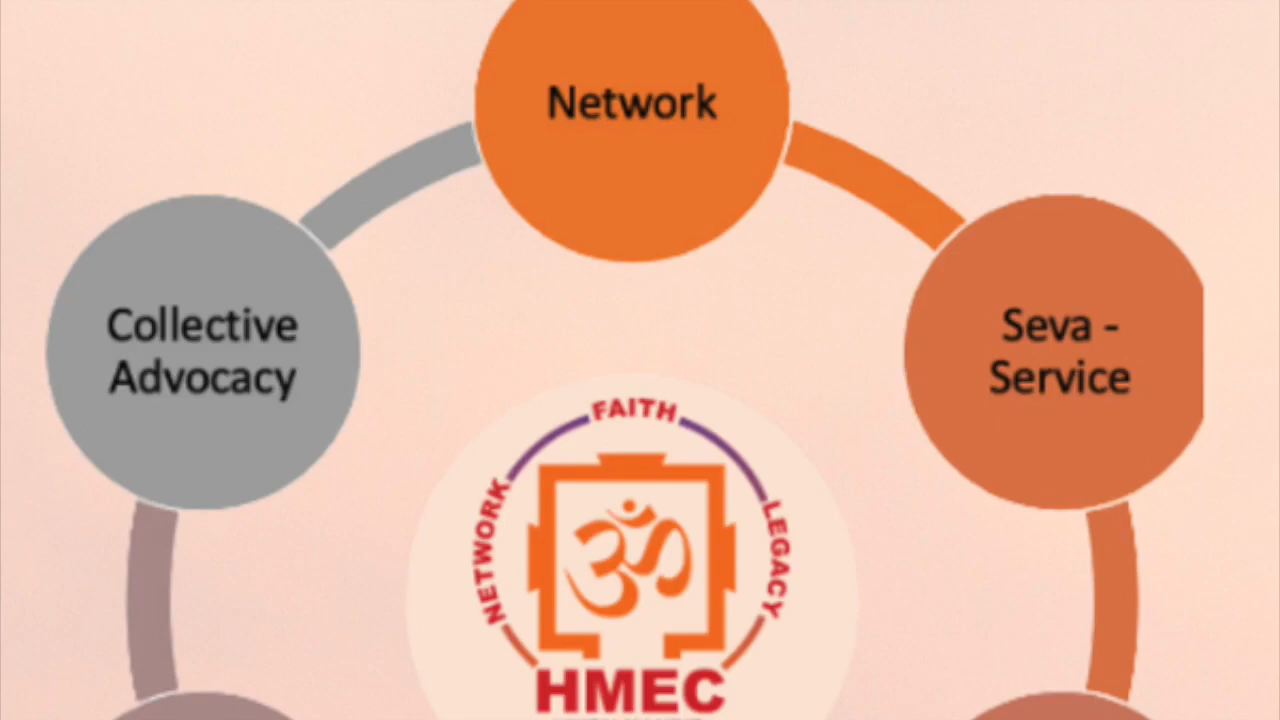 Network
Collective
Advocacy
Seva -
Service
FAITH
NETWORK
LEGACY
ॐ
HMEC